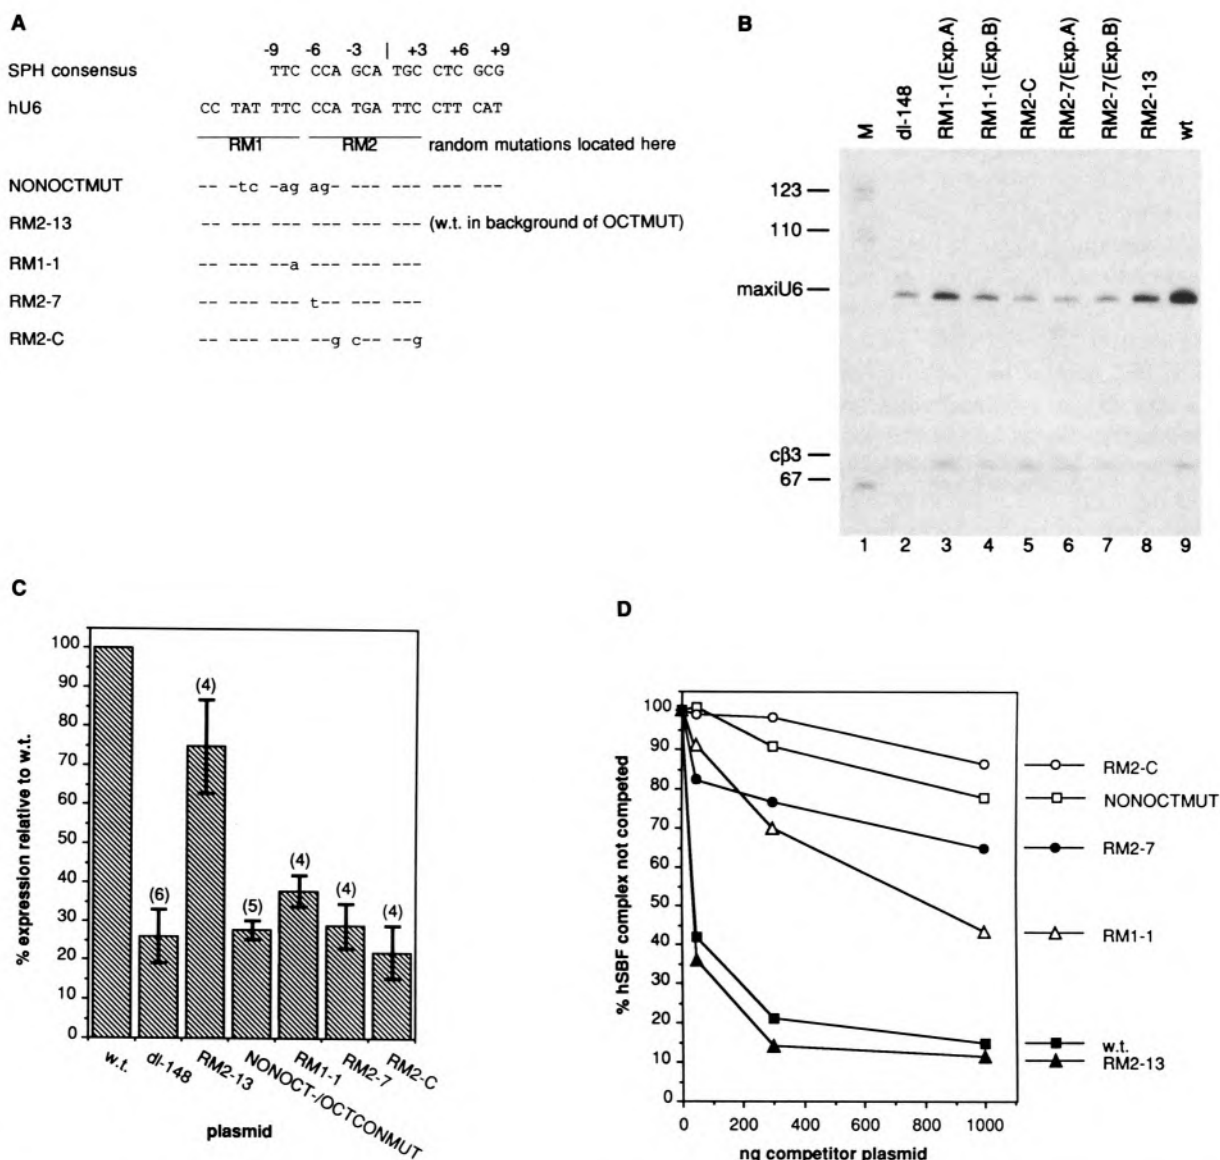 A
-9 -6 -3 | +3 +6 +9
SPH consensus TTC CCA GCA TGC CTC GCG
hU6 CC TAT TTC CCA TGA TTC CTT CAT
RM1 RM2 random mutations located here
NONOCTMUT -- -tc -ag ag- --- --- --- ---
RM2-13 -- --- --- --- --- --- (w.t. in background of OCTMUT)
RM1-1 -- --- --a --- --- ---
RM2-7 -- --- --- t-- --- ---
RM2-C -- --- --- --g c-- --g
B
M
dl-148
RM1-1(Exp.A)
RM1-1(Exp.B)
RM2-C
RM2-7(Exp.A)
RM2-7(Exp.B)
RM2-13
wt
123
110
maxiU6
cβ3
67
1 2 3 4 5 6 7 8 9
C
% expression relative to w.t.
100
90
80
70
60
50
40
30
20
10
0
(6)
(4)
(5)
(4)
(4)
(4)
w.t.
dl-148
RM2-13
NONOCT-/OCTCONMUT
RM1-1
RM2-7
RM2-C
plasmid
D
% hSBF complex not competed
100
90
80
70
60
50
40
30
20
10
0
RM2-C
NONOCTMUT
RM2-7
RM1-1
w.t.
RM2-13
0 200 400 600 800 1000
ng competitor plasmid